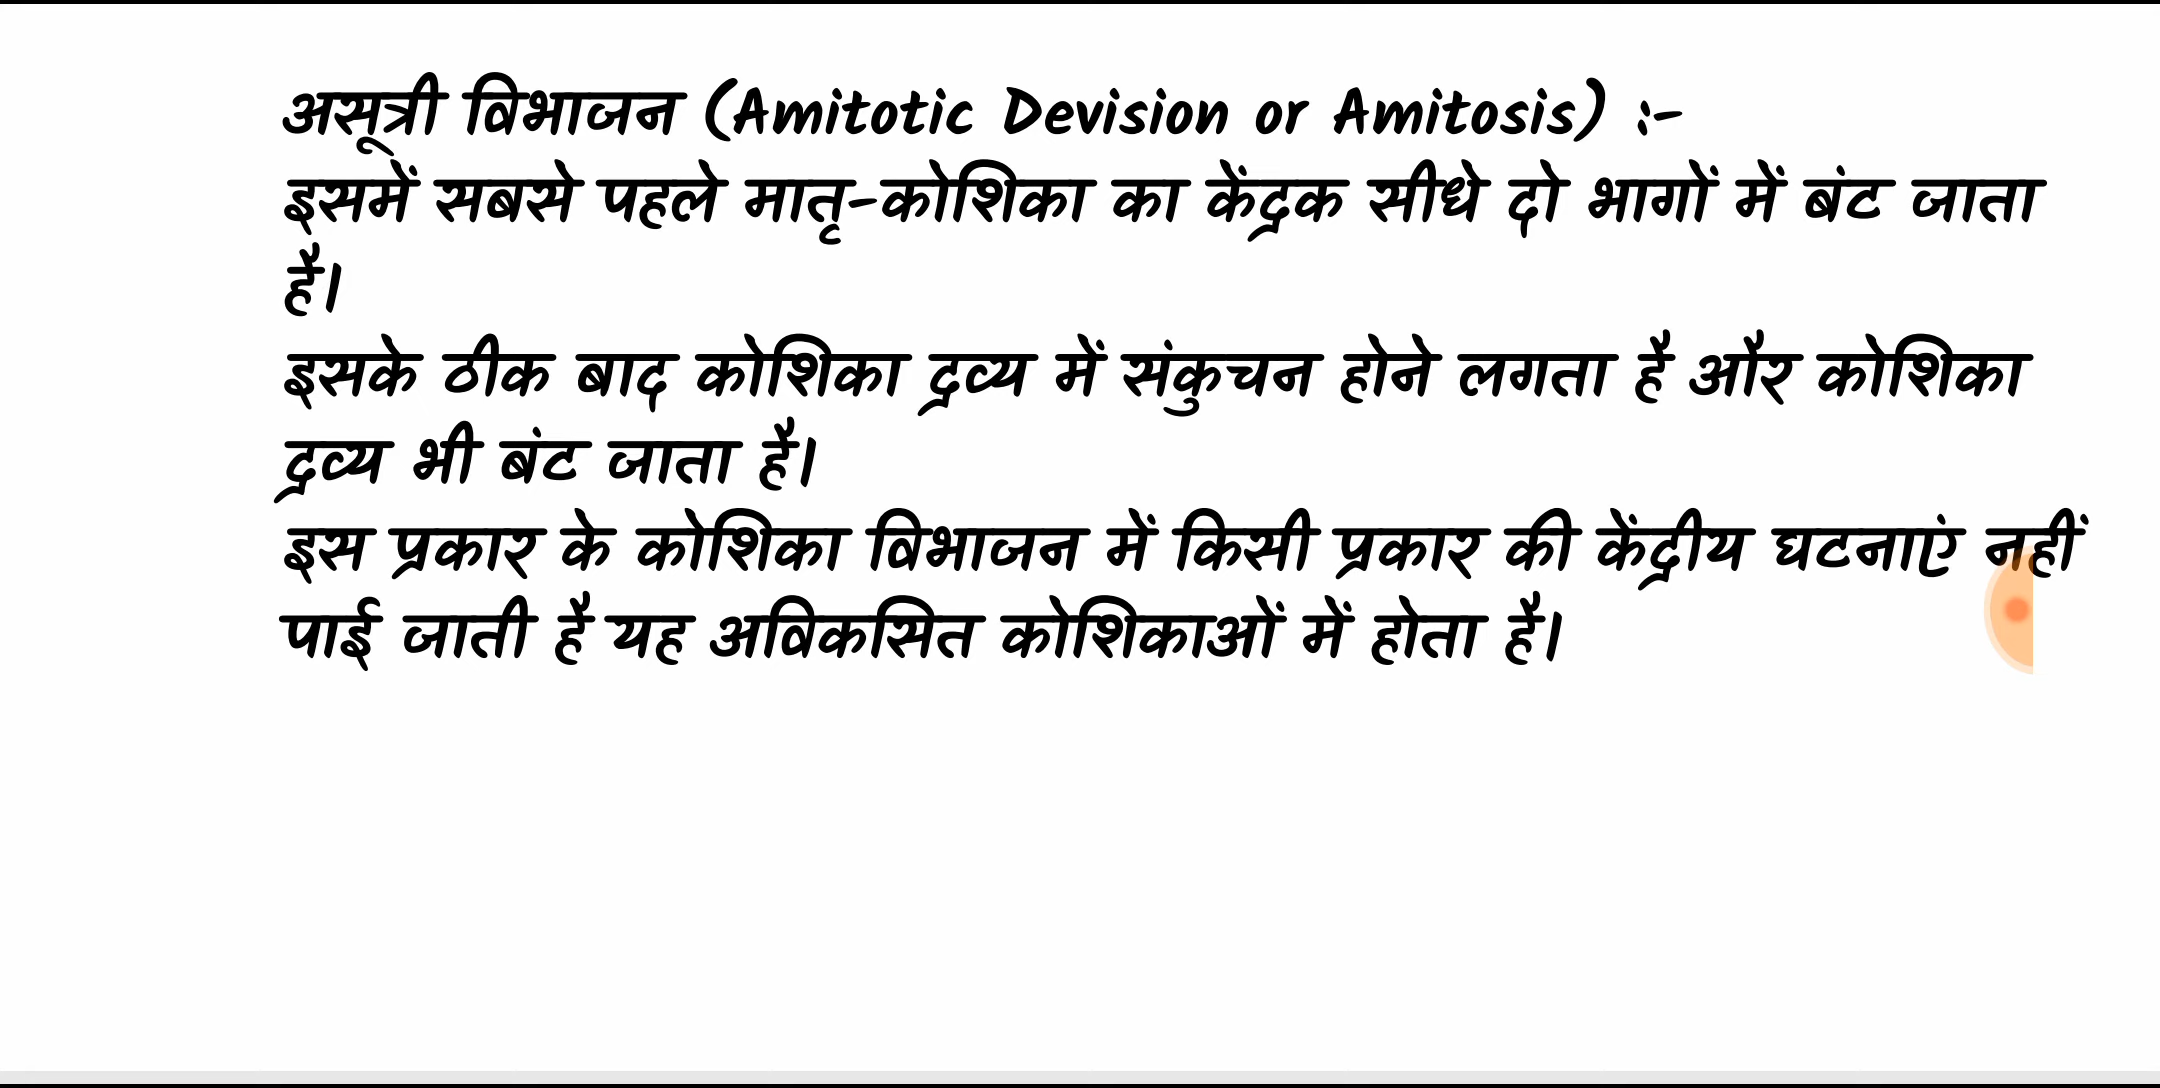 असूत्री विभाजन (Amitotic Devision or Amitosis) :-
इसमें सबसे पहले मातृ-कोशिका का केंद्रक सीधे दो भागों में बंट जाता
है।
इसके ठीक बाद कोशिका द्रव्य में संकुचन होने लगता है और कोशिका
द्रव्य भी बंट जाता है।
इस प्रकार के कोशिका विभाजन में किसी प्रकार की केंद्रीय घटनाएं नहीं
पाई जाती है यह अविकसित कोशिकाओं में होता है।